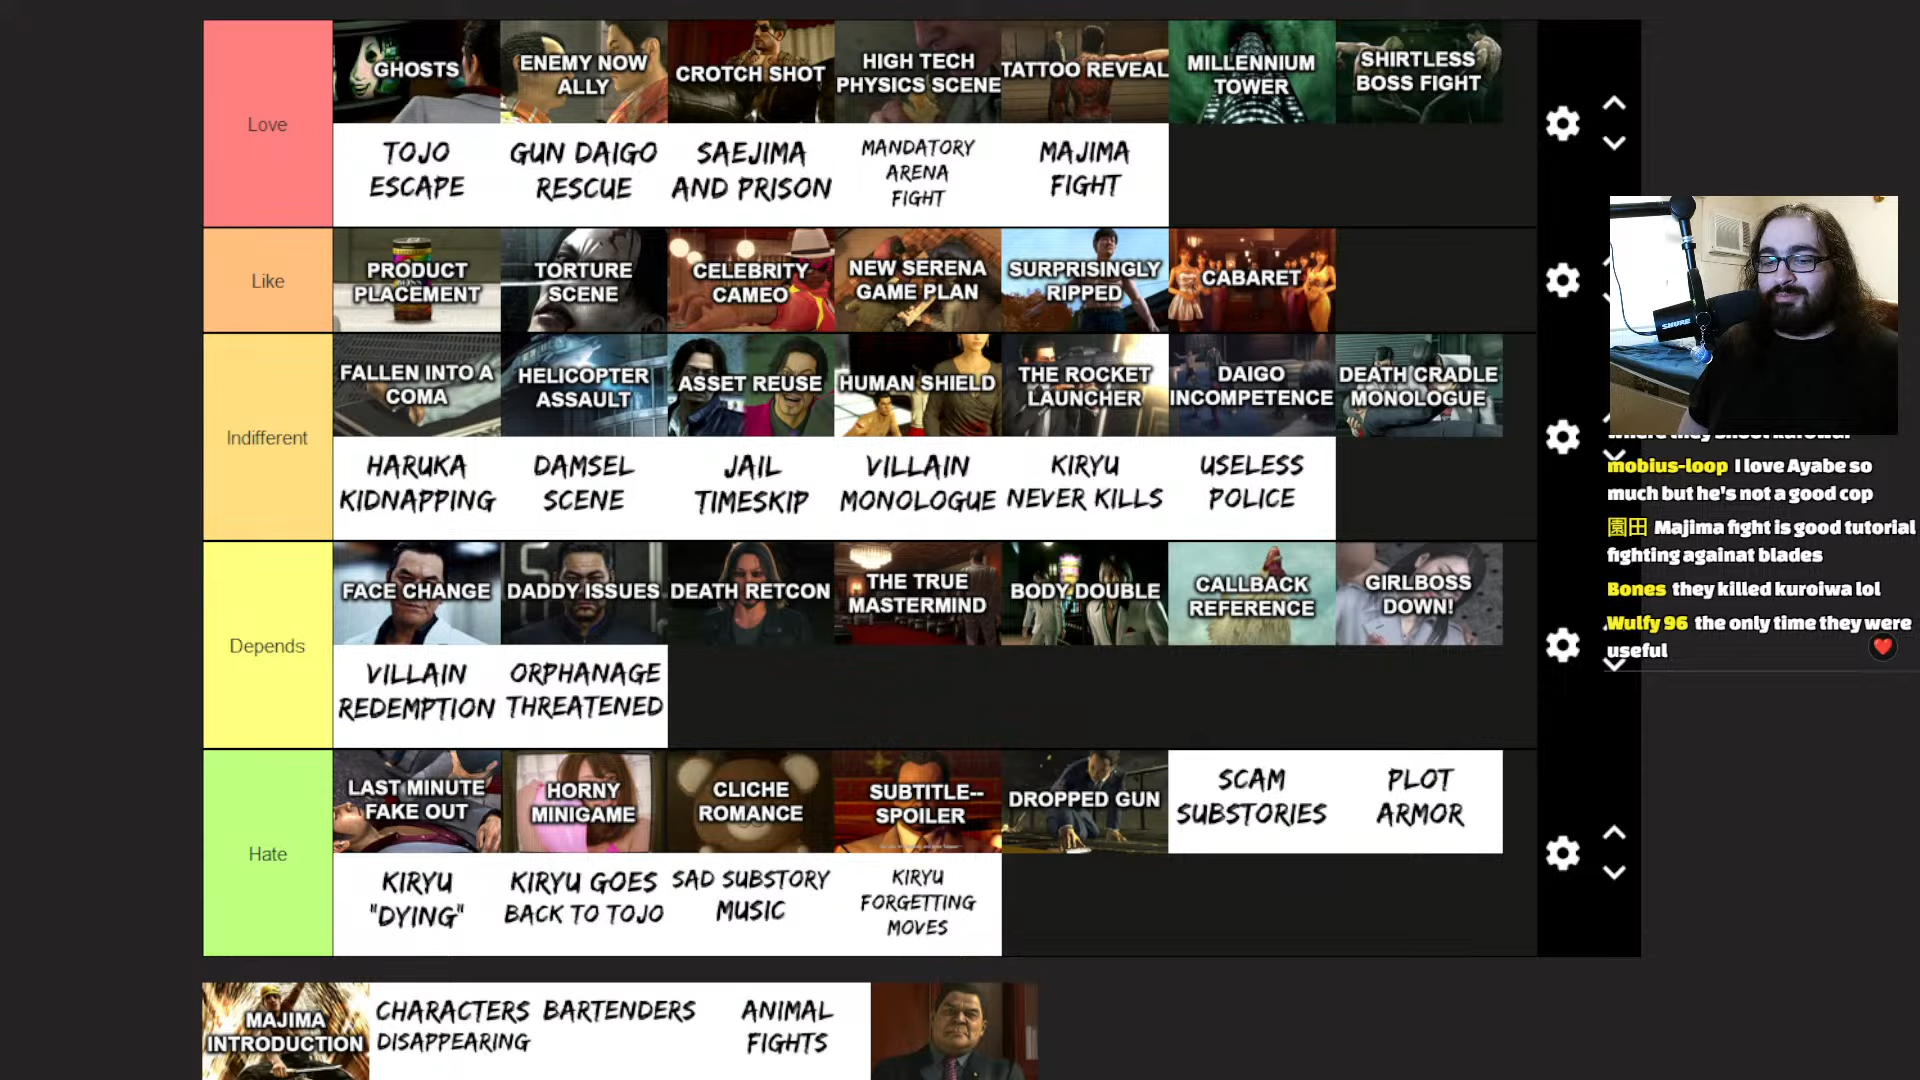 Love
GHOSTS
ENEMY NOW
ALLY
CROTCH SHOT
HIGH TECH
PHYSICS SCENE
TATTOO REVEAL
MILLENNIUM
TOWER
SHIRTLESS
BOSS FIGHT
TOJO
ESCAPE
GUN DAIGO
RESCUE
SAEJIMA
AND PRISON
MANDATORY
ARENA
FIGHT
MAJIMA
FIGHT
Like
PRODUCT
PLACEMENT
TORTURE
SCENE
CELEBRITY
CAMEO
NEW SERENA
GAME PLAN
SURPRISINGLY
RIPPED
CABARET
Indifferent
FALLEN INTO A
COMA
HELICOPTER
ASSAULT
ASSET REUSE
HUMAN SHIELD
THE ROCKET
LAUNCHER
DAIGO
INCOMPETENCE
DEATH CRADLE
MONOLOGUE
HARUKA
KIDNAPPING
DAMSEL
SCENE
JAIL
TIMESKIP
VILLAIN
MONOLOGUE
KIRYU
NEVER KILLS
USELESS
POLICE
Depends
FACE CHANGE
DADDY ISSUES
DEATH RETCON
THE TRUE
MASTERMIND
BODY DOUBLE
CALLBACK
REFERENCE
GIRLBOSS
DOWN!
VILLAIN
REDEMPTION
ORPHANAGE
THREATENED
Hate
LAST MINUTE
FAKE OUT
HORNY
MINIGAME
CLICHE
ROMANCE
SUBTITLE--
SPOILER
DROPPED GUN
SCAM
SUBSTORIES
PLOT
ARMOR
KIRYU
"DYING"
KIRYU GOES
BACK TO TOJO
SAD SUBSTORY
MUSIC
KIRYU
FORGETTING
MOVES
MAJIMA
INTRODUCTION
CHARACTERS
DISAPPEARING
BARTENDERS
ANIMAL
FIGHTS
SHURE
where they shoot kuroiwa.
mobius-loop I love Ayabe so
much but he's not a good cop
園田 Majima fight is good tutorial
fighting againat blades
Bones they killed kuroiwa lol
Wulfy 96 the only time they were
useful